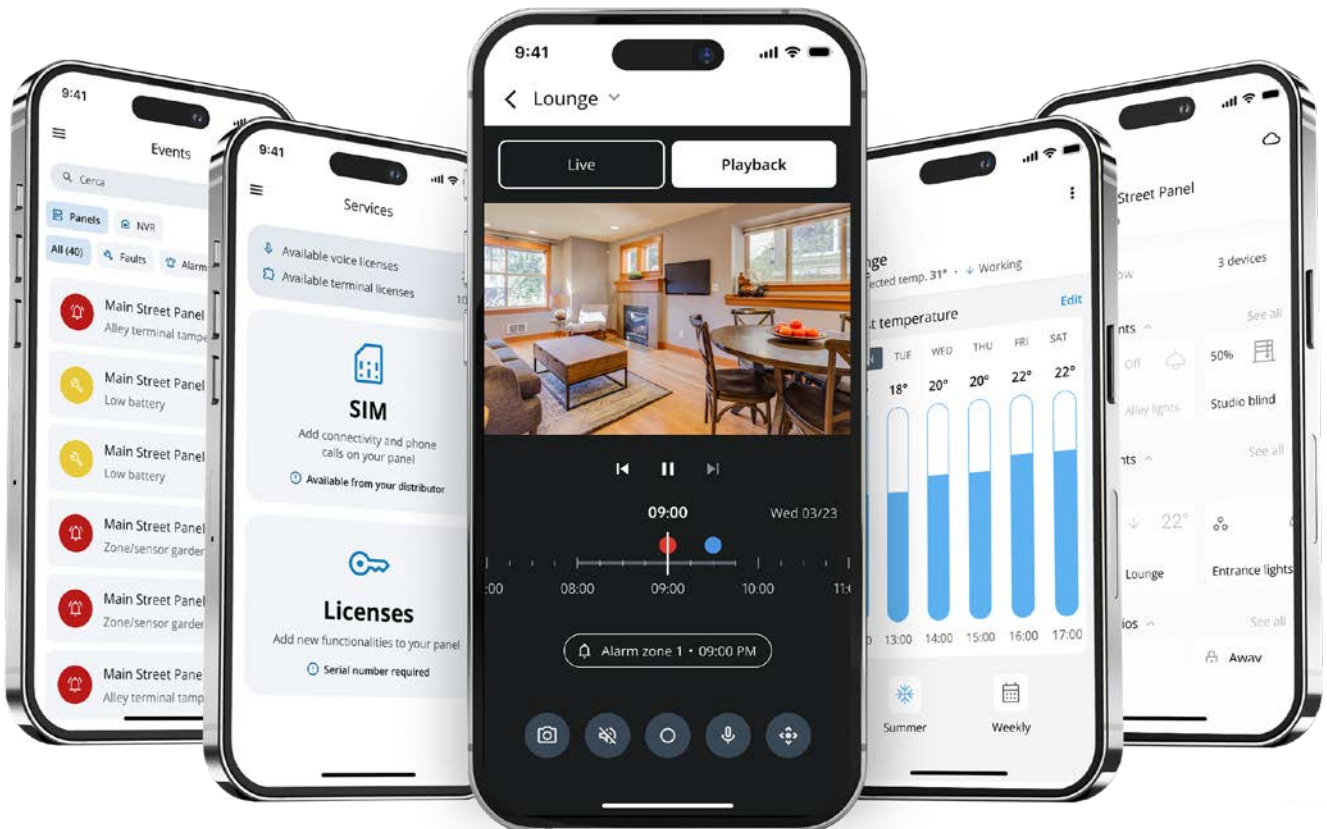 9:41
Events
Cerca
Panels
NVR
All (40)
Faults
Main Street Panel
Alley terminal
Main Street Panel
Low battery
Main Street Panel
Low battery
Main Street Panel
Zone/sensor garden
Main Street Panel
Zone/sensor garden
Main Street
Alley terminal
9:41
Services
Available voice licenses
Available terminal licenses
SIM
Add connectivity and phone
calls on your panel
Available from your distributor
Licenses
Add new functionalities to your panel
Serial number required
9:41
Lounge
Live
Playback
09:00
Wed 03/23
08:00
09:00
10:00
Alarm zone 1 • 09:00 PM
temp. 31° • Working
temperature
Edit
TUE
WED
THU
FRI
SAT
18°
20°
20°
22°
22°
13:00
14:00
15:00
16:00
17:00
Summer
Weekly
Street Panel
3 devices
See all
Off
50%
Alley lights
Studio blind
See all
22°
Lounge
Entrance lights
See all
Away